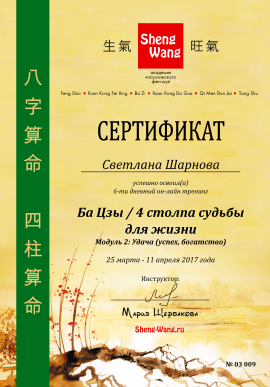 生氣
Sheng Wang
旺氣
академия
классического
фен-шуя
Feng Shui • Xuan Kong Fei Xing • Ba Zi • Xuan Kong Da Gua • Qi Men Dun Jia • Tong Shu
八字算命 四柱算命
СЕРТИФИКАТ
Светлана Шарнова
успешно освоил(а)
6-ти дневный он-лайн тренинг
Ба Цзы / 4 столпа судьбы
для жизни
Модуль 2: Удача (успех, богатство)
25 марта - 11 апреля 2017 года
Инструктор:
Мария Щербакова
Sheng-Wang.ru
№ 03 009